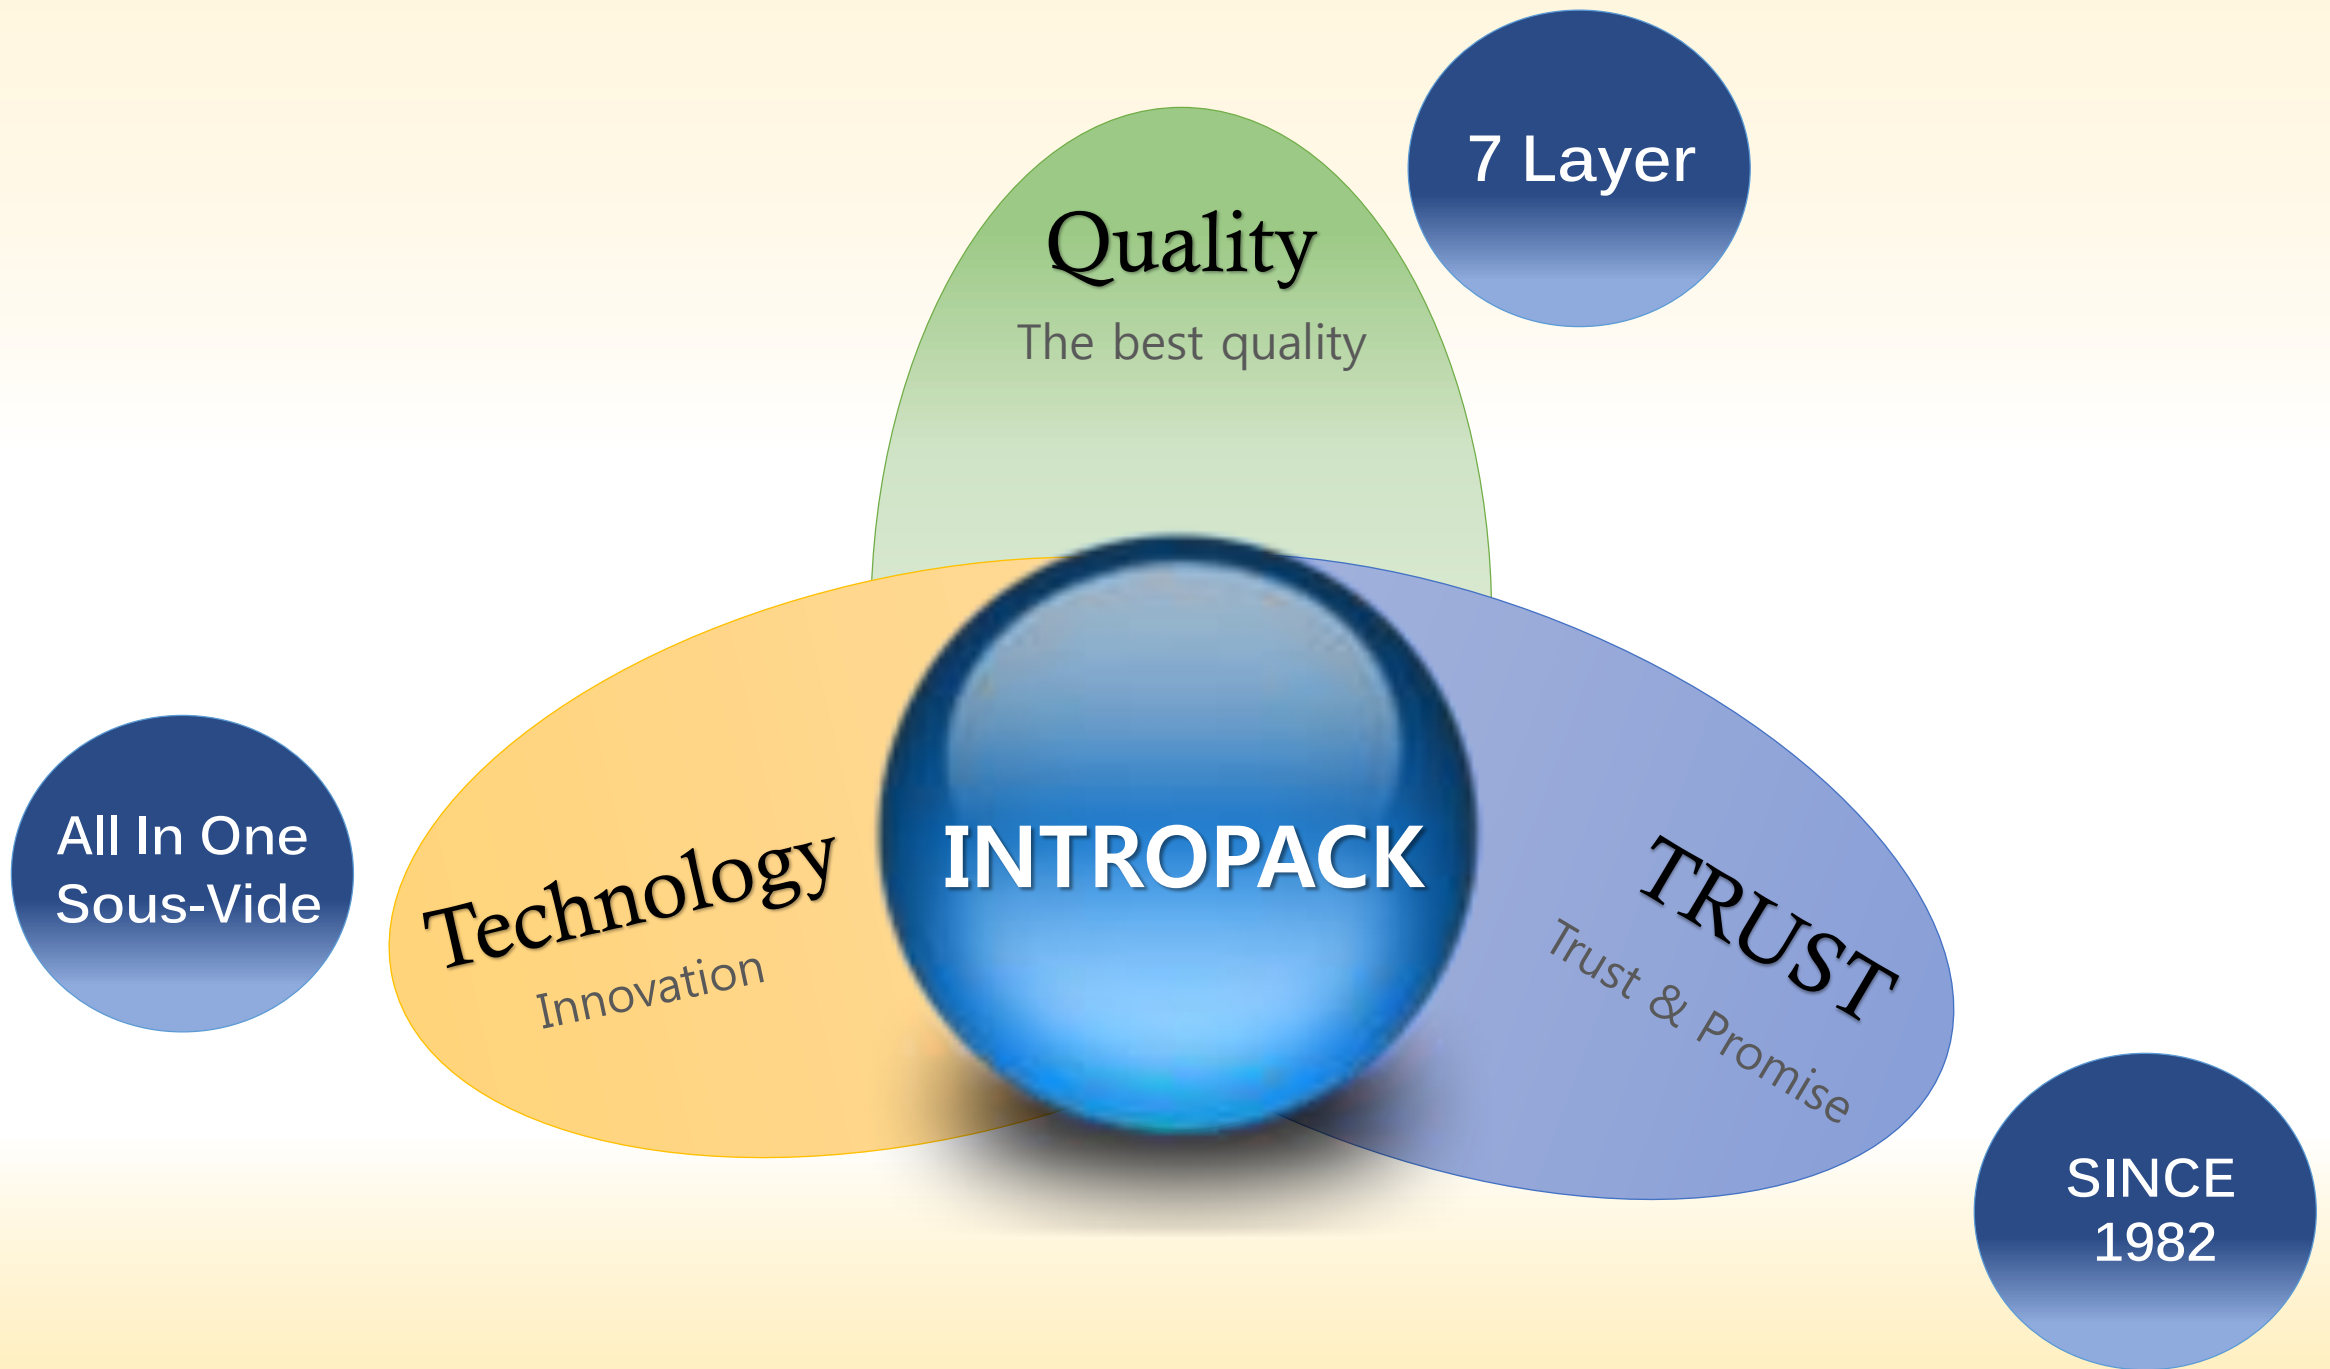 7 Layer
Quality
The best quality
INTROPACK
All In One
Sous-Vide
Technology
Innovation
TRUST
Trust & Promise
SINCE
1982